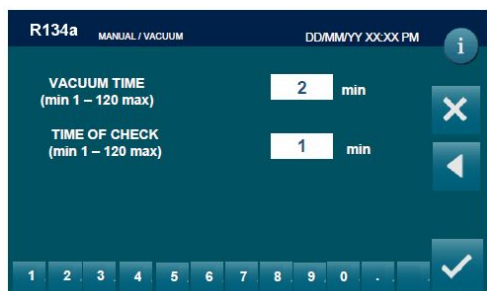 R134a MANUAL / VACUUM DD/MM/YY XX:XX PM
i
VACUUM TIME
(min 1 – 120 max)
2 min
TIME OF CHECK
(min 1 – 120 max)
1 min
1 2 3 4 5 6 7 8 9 0 .